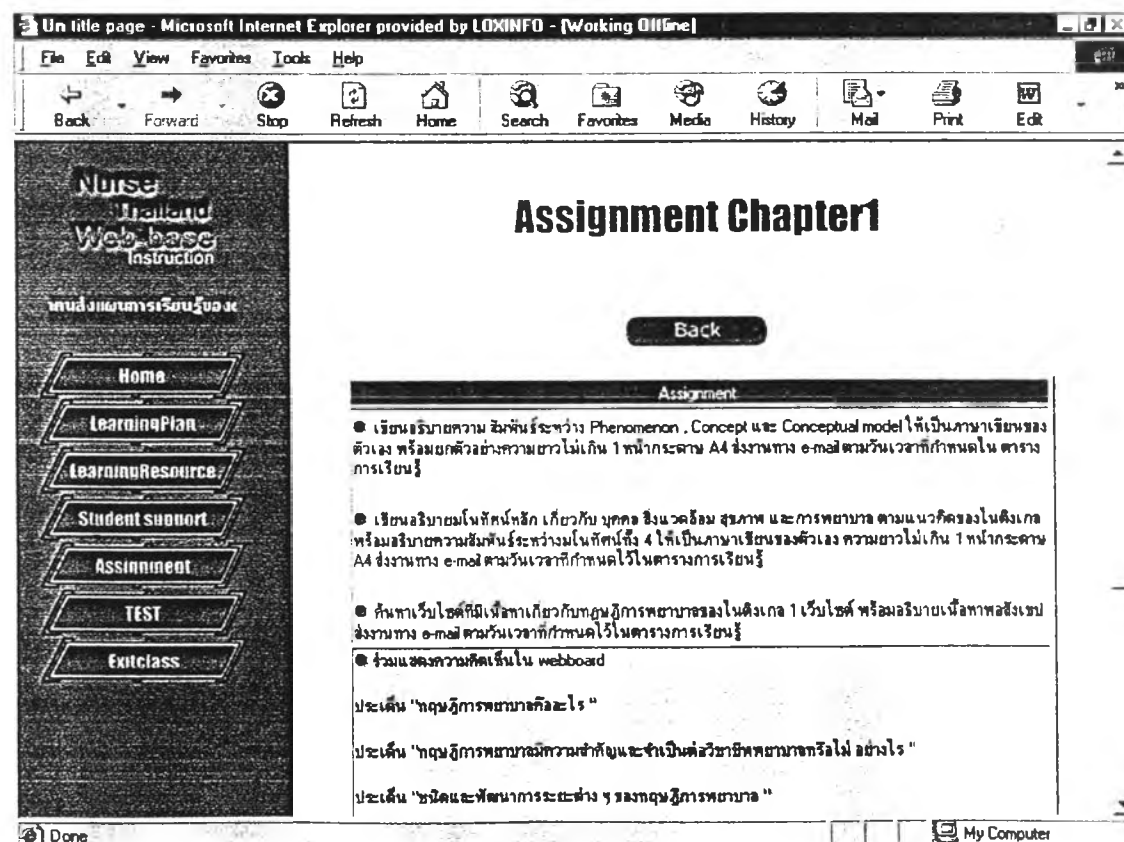 Un title page - Microsoft Internet Explorer provided by LOXINFO - [Working Offline]
File Edit View Favorites Tools Help
Back Forward Stop Refresh Home Search Favorites Media History Mail Print Edit
Nurse
Thailand
Web-base
Instruction
แผนการเรียนรู้ของ
Assignment Chapter1
Back
Home
LearningPlan
LearningResource
Student support
Assignment
TEST
Exitclass
Assignment
เขียนอธิบายความ สัมพันธ์ระหว่าง Phenomenon , Concept และ Conceptual model ให้เป็นภาษาเขียนของ
ตัวเอง พร้อมยกตัวอย่างความยาวไม่เกิน 1 หน้ากระดาษ A4 ส่งงานทาง e-mail ตามวันเวลาที่กำหนดใน ตาราง
การเรียนรู้
เขียนอธิบายมโนทัศน์หลัก เกี่ยวกับ บุคคล สิ่งแวดล้อม สุขภาพ และการพยาบาล ตามแนวคิดของไนติงเกล
พร้อมอธิบายความสัมพันธ์ระหว่างมโนทัศน์ทั้ง 4 ให้เป็นภาษาเขียนของตัวเอง ความยาวไม่เกิน 1 หน้ากระดาษ
A4 ส่งงานทาง e-mail ตามวันเวลาที่กำหนดไว้ในตารางการเรียนรู้
ค้นหาเว็บไซต์ที่มีเนื้อหาเกี่ยวกับทฤษฎีการพยาบาลของไนติงเกล 1 เว็บไซต์ พร้อมอธิบายเนื้อหาพอสังเขป
ส่งงานทาง e-mail ตามวันเวลาที่กำหนดไว้ในตารางการเรียนรู้
ร่วมแสดงความคิดเห็นใน webboard
ประเด็น "ทฤษฎีการพยาบาลคืออะไร "
ประเด็น "ทฤษฎีการพยาบาลมีความสำคัญและจำเป็นต่อวิชาชีพพยาบาลหรือไม่ อย่างไร "
ประเด็น "ชนิดและพัฒนาการระยะต่าง ๆ ของทฤษฎีการพยาบาล "
Done
My Computer